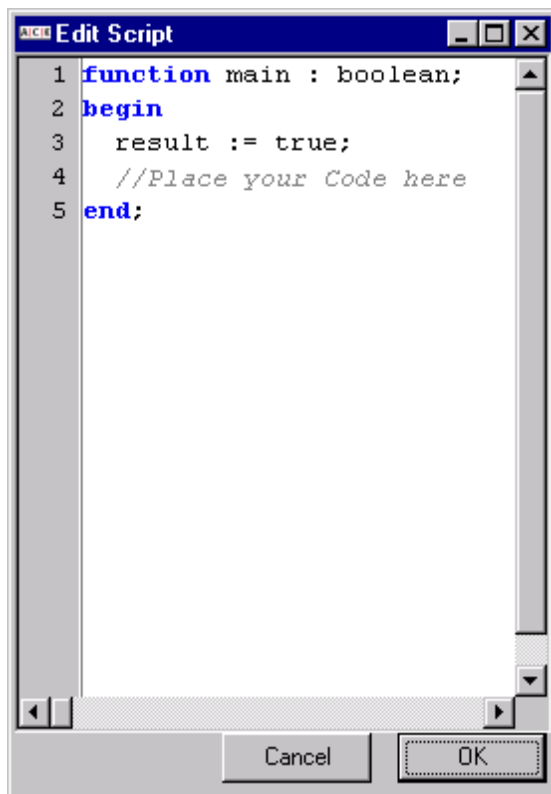 ACK Edit Script
1 function main : boolean;
2 begin
3   result := true;
4   //Place your Code here
5 end;
Cancel OK